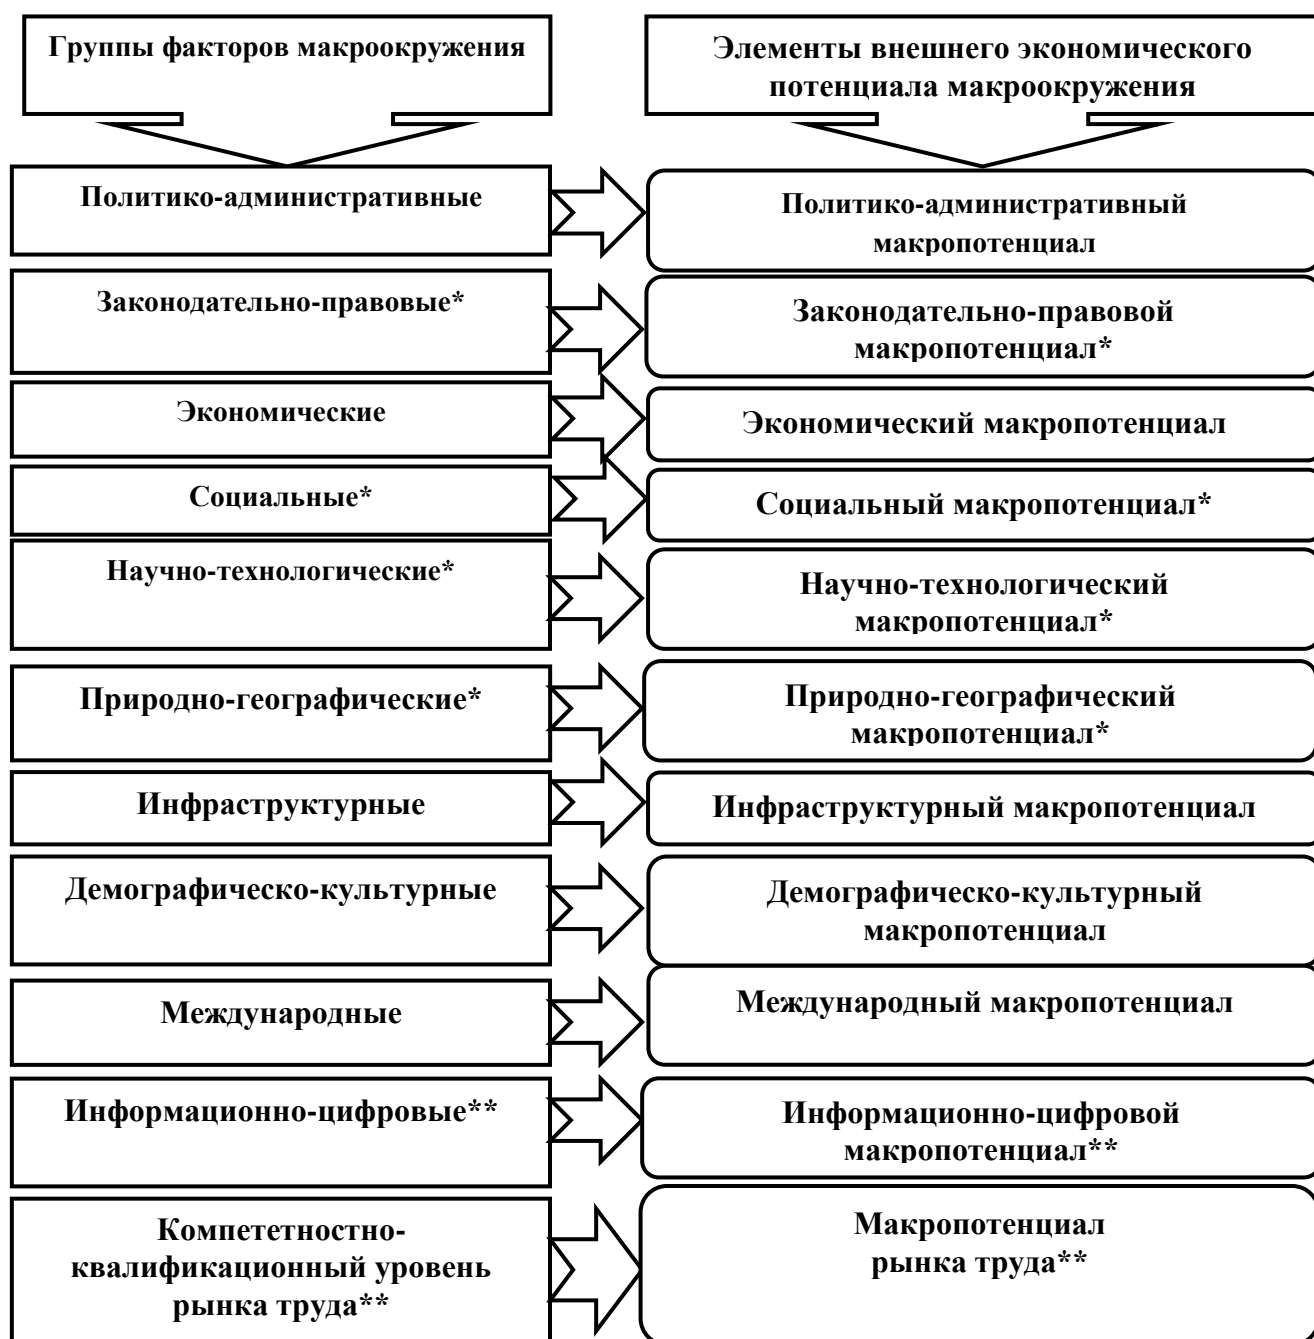 Группы факторов макроокружения
Элементы внешнего экономического
потенциала макроокружения
Политико-административные
Политико-административный
макропотенциал
Законодательно-правовые*
Законодательно-правовой
макропотенциал*
Экономические
Экономический макропотенциал
Социальные*
Социальный макропотенциал*
Научно-технологические*
Научно-технологический
макропотенциал*
Природно-географические*
Природно-географический
макропотенциал*
Инфраструктурные
Инфраструктурный макропотенциал
Демографическо-культурные
Демографическо-культурный
макропотенциал
Международные
Международный макропотенциал
Информационно-цифровые**
Информационно-цифровой
макропотенциал**
Компететностно-
квалификационный уровень
рынка труда**
Макропотенциал
рынка труда**